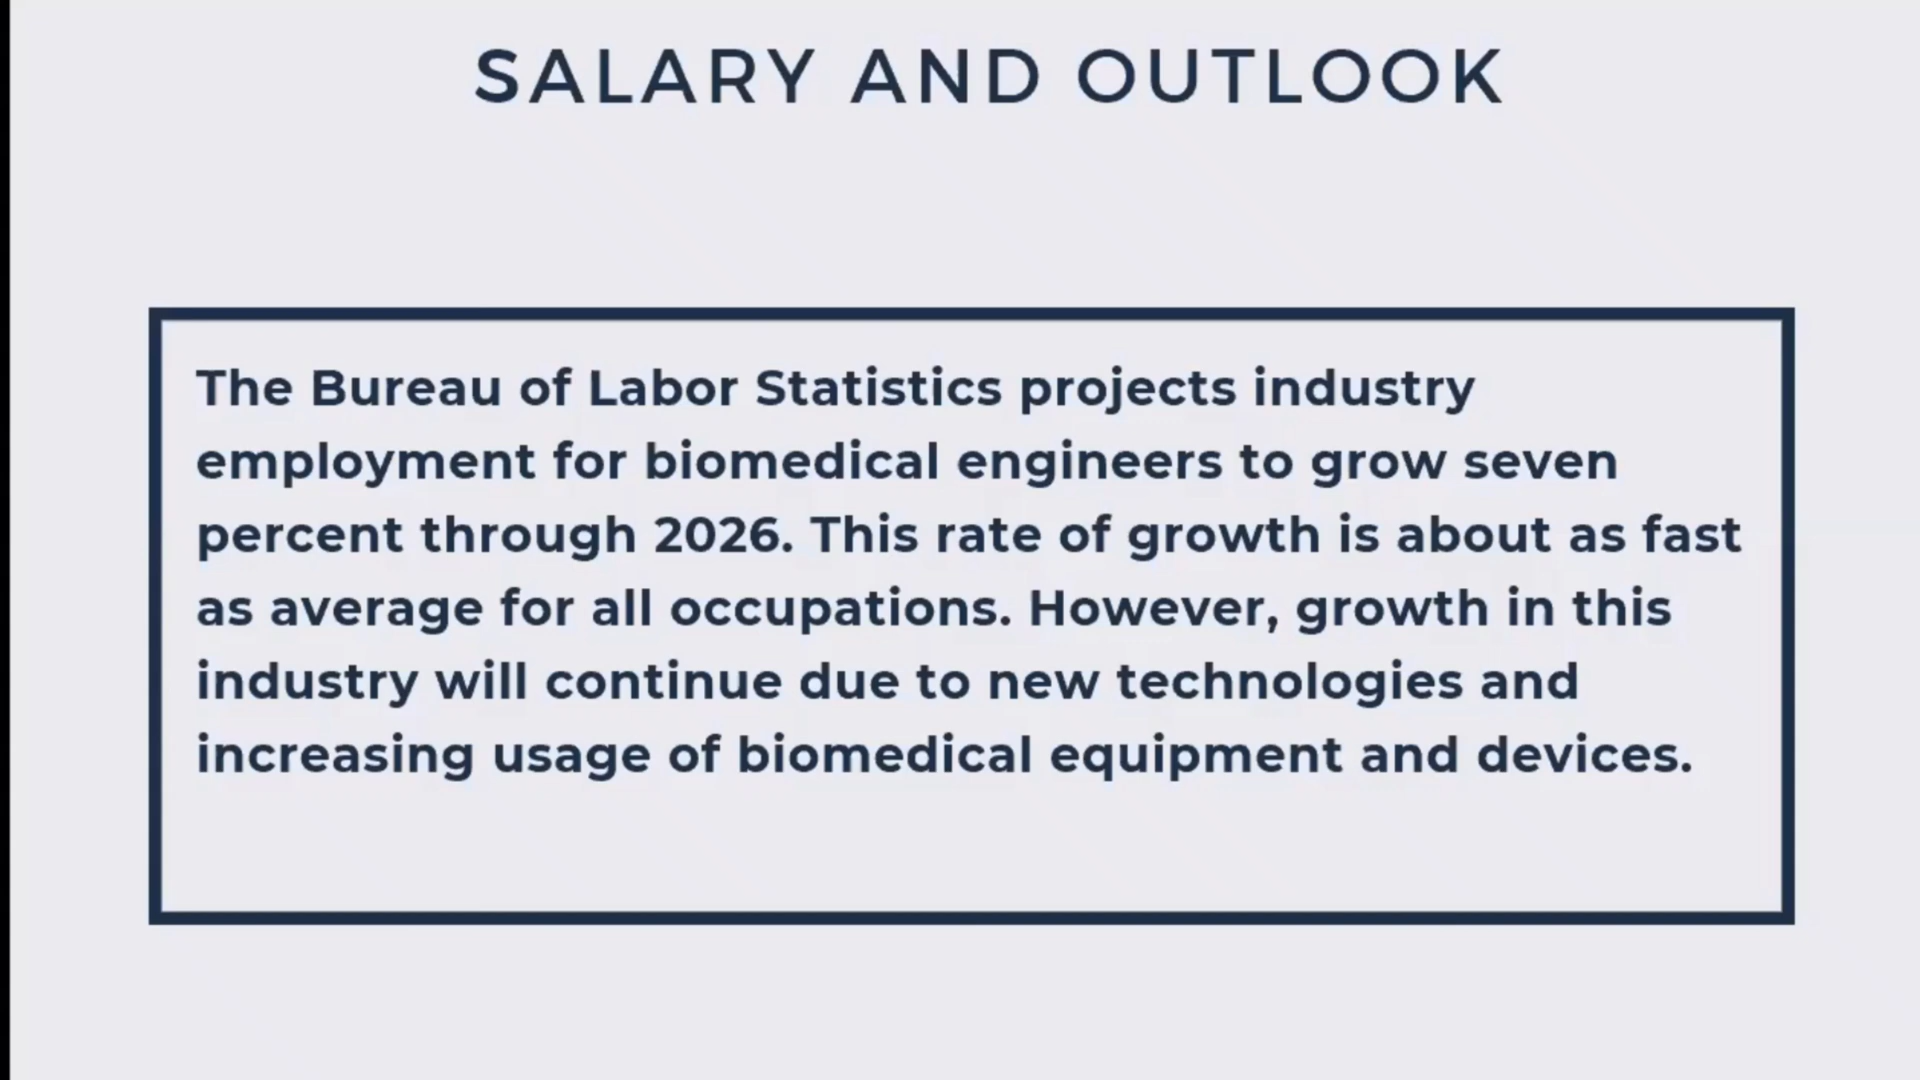 SALARY AND OUTLOOK
The Bureau of Labor Statistics projects industry
employment for biomedical engineers to grow seven
percent through 2026. This rate of growth is about as fast
as average for all occupations. However, growth in this
industry will continue due to new technologies and
increasing usage of biomedical equipment and devices.